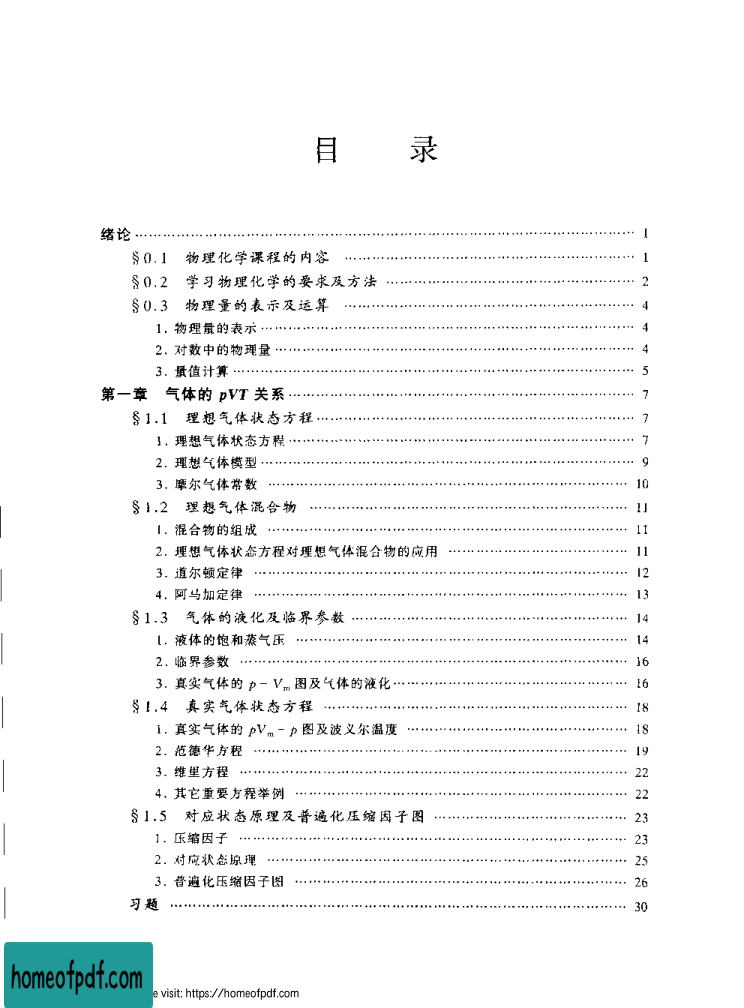 目 录
绪论 1
§0.1 物理化学课程的内容 1
§0.2 学习物理化学的要求及方法 2
§0.3 物理量的表示及运算 4
1. 物理量的表示 4
2. 对数中的物理量 4
3. 量值计算 5
第一章 气体的 pVT 关系 7
§1.1 理想气体状态方程 7
1. 理想气体状态方程 7
2. 理想气体模型 9
3. 摩尔气体常数 10
§1.2 理想气体混合物 11
1. 混合物的组成 11
2. 理想气体状态方程对理想气体混合物的应用 11
3. 道尔顿定律 12
4. 阿马加定律 13
§1.3 气体的液化及临界参数 14
1. 液体的饱和蒸气压 14
2. 临界参数 16
3. 真实气体的 p－Vm 图及气体的液化 16
§1.4 真实气体状态方程 18
1. 真实气体的 pVm－p 图及波义尔温度 18
2. 范德华方程 19
3. 维里方程 22
4. 其它重要方程举例 22
§1.5 对应状态原理及普遍化压缩因子图 23
1. 压缩因子 23
2. 对应状态原理 25
3. 普遍化压缩因子图 26
习题 30
homeofpdf.com
e visit: https://homeofpdf.com